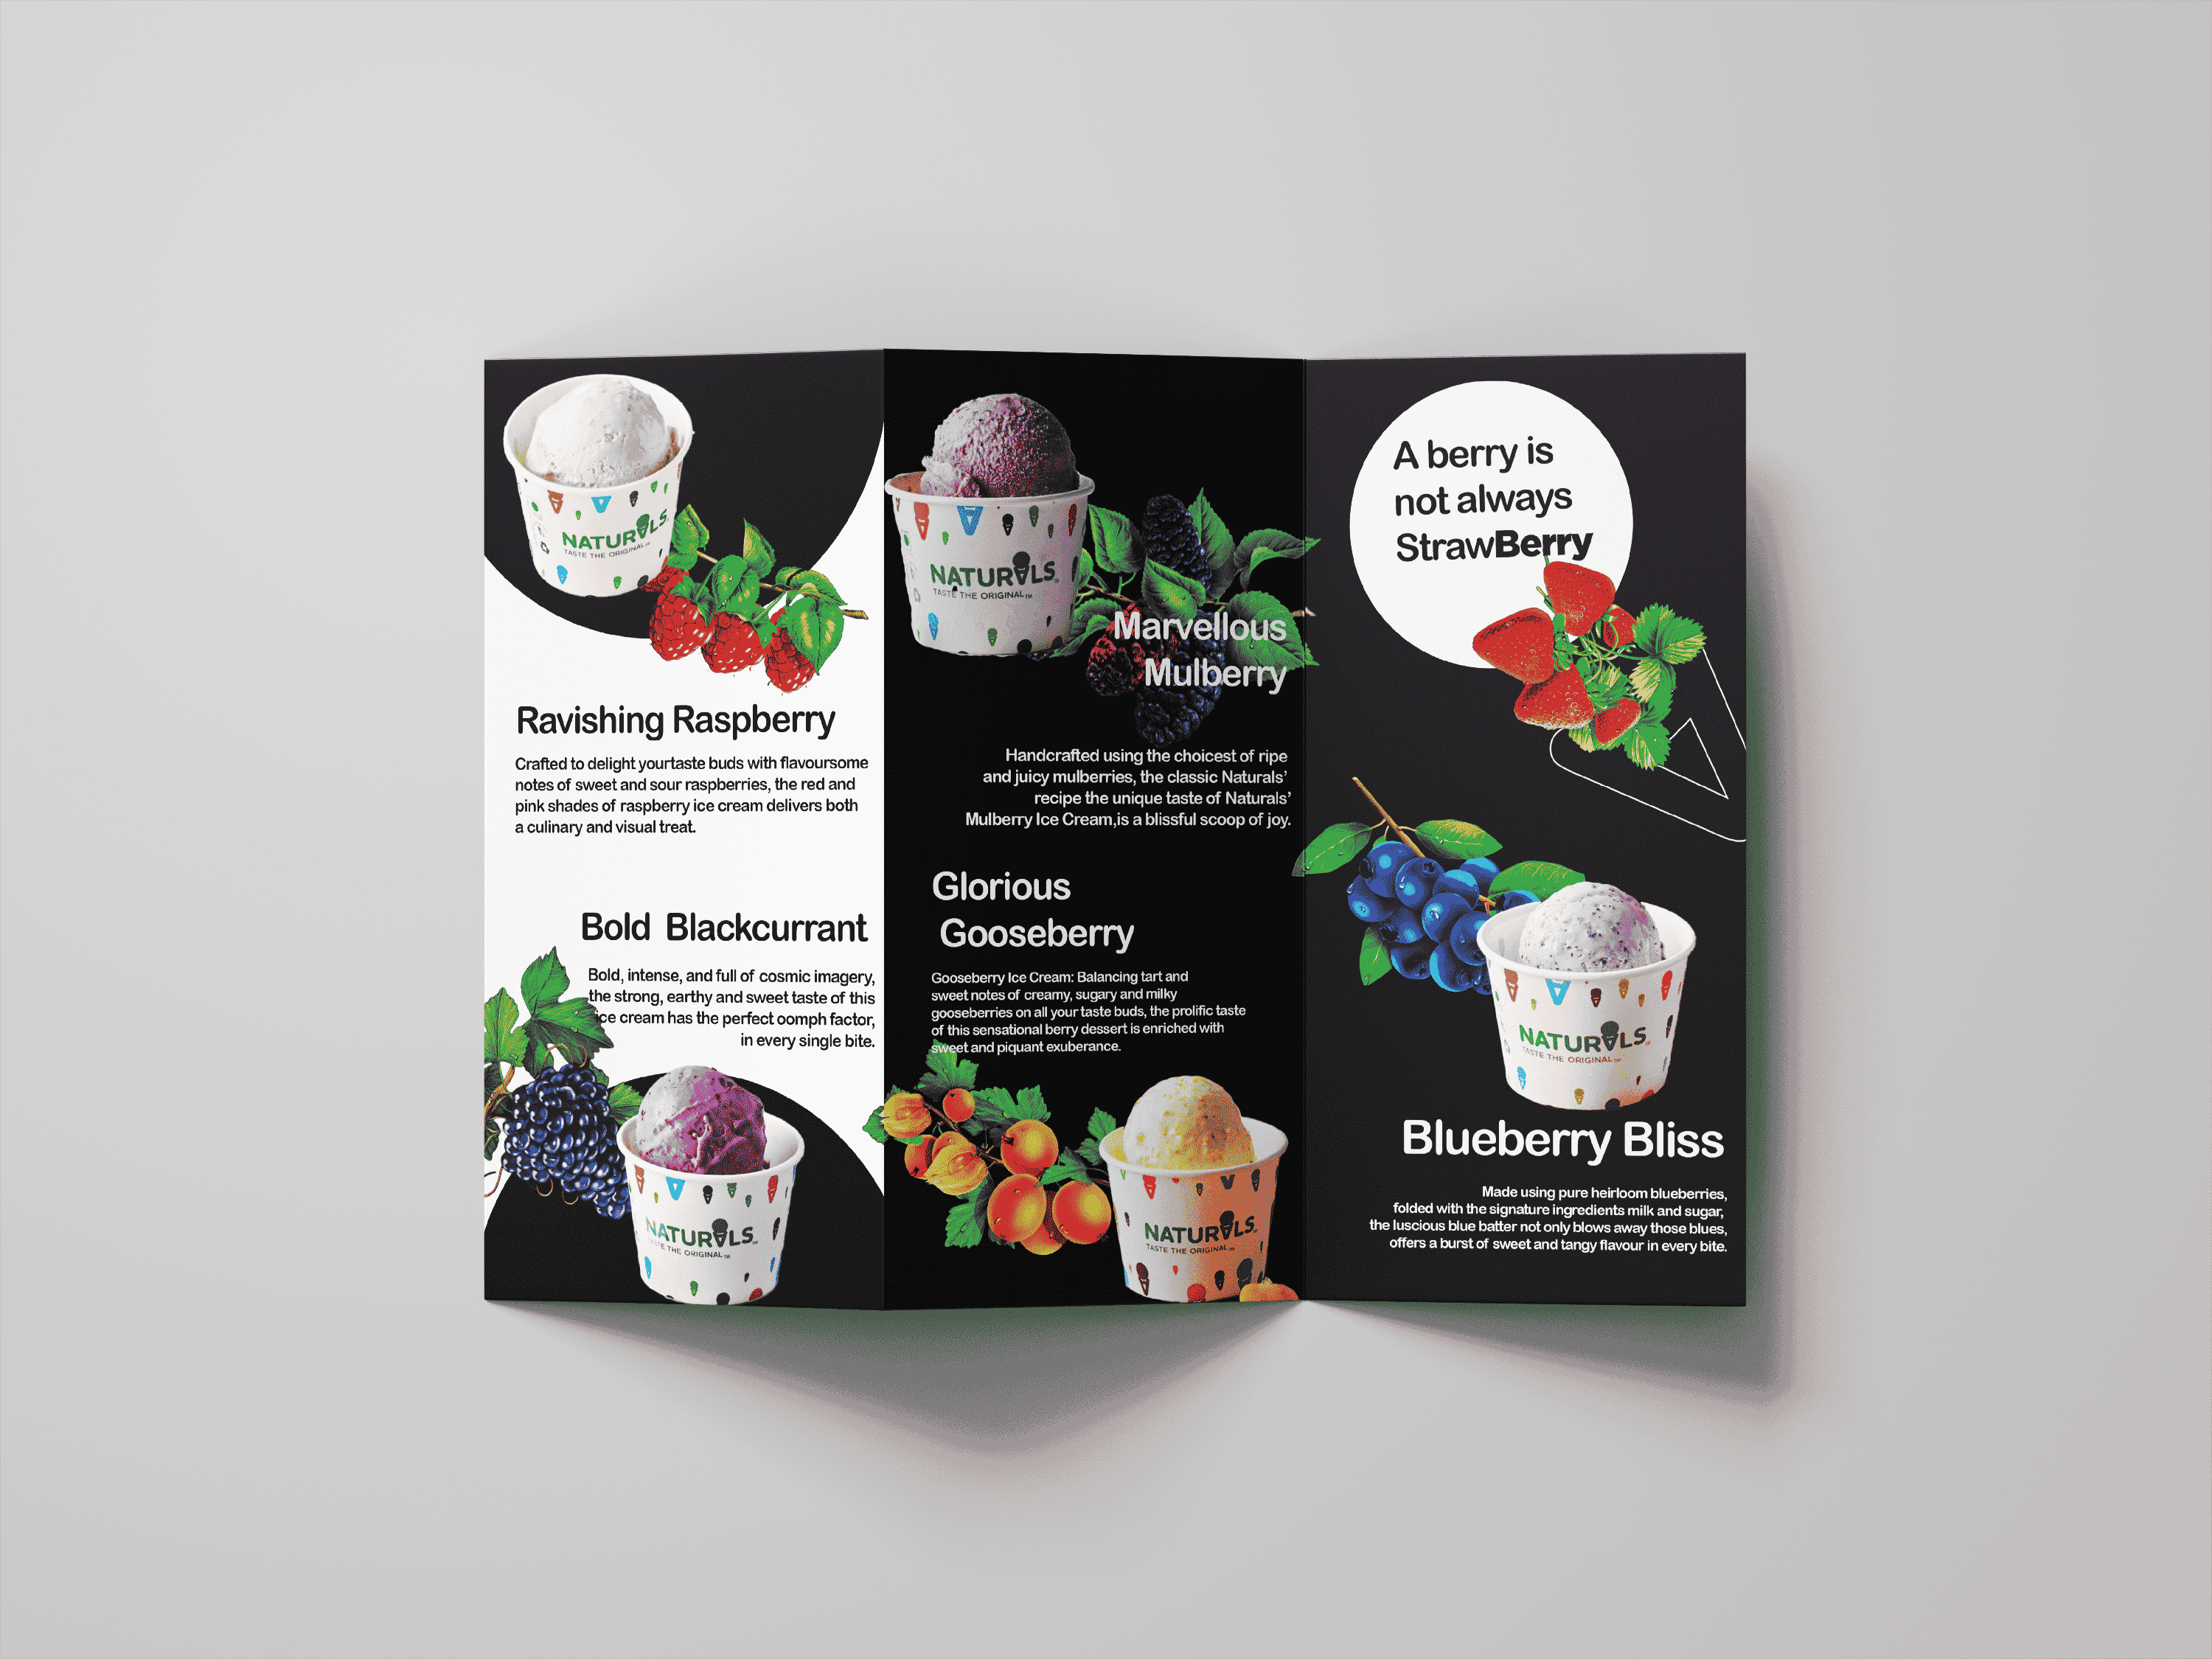 NATURALS
TASTE THE ORIGINAL™
Ravishing Raspberry
Crafted to delight yourtaste buds with flavoursome
notes of sweet and sour raspberries, the red and
pink shades of raspberry ice cream delivers both
a culinary and visual treat.
Bold Blackcurrant
Bold, intense, and full of cosmic imagery,
the strong, earthy and sweet taste of this
ice cream has the perfect oomph factor,
in every single bite.
NATURALS
TASTE THE ORIGINAL™
NATURALS
TASTE THE ORIGINAL™
Marvellous
Mulberry
Handcrafted using the choicest of ripe
and juicy mulberries, the classic Naturals’
recipe the unique taste of Naturals’
Mulberry Ice Cream,is a blissful scoop of joy.
Glorious
Gooseberry
Gooseberry Ice Cream: Balancing tart and
sweet notes of creamy, sugary and milky
gooseberries on all your taste buds, the prolific taste
of this sensational berry dessert is enriched with
sweet and piquant exuberance.
NATURALS
TASTE THE ORIGINAL™
A berry is
not always
StrawBerry
NATURALS
TASTE THE ORIGINAL™
Blueberry Bliss
Made using pure heirloom blueberries,
folded with the signature ingredients milk and sugar,
the luscious blue batter not only blows away those blues,
offers a burst of sweet and tangy flavour in every bite.